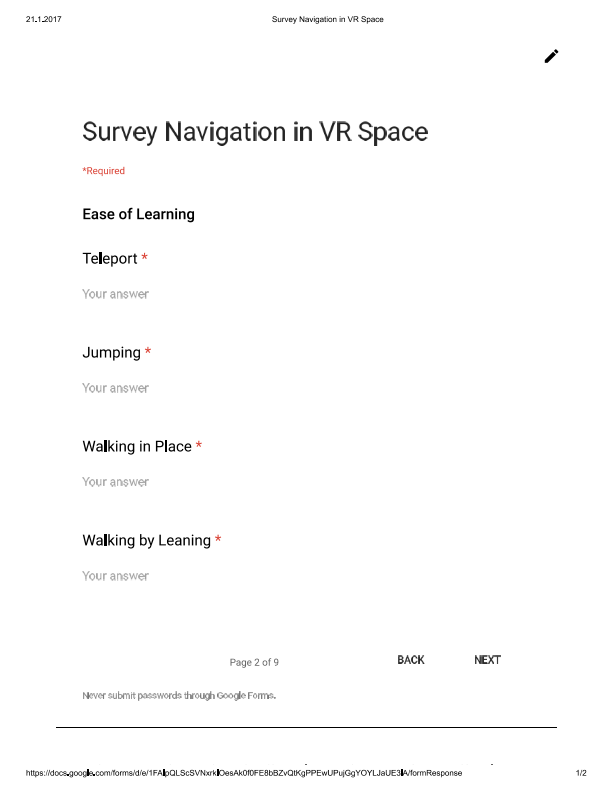 21.1.2017 Survey Navigation in VR Space
Survey Navigation in VR Space
*Required
Ease of Learning
Teleport *
Your answer
Jumping *
Your answer
Walking in Place *
Your answer
Walking by Leaning *
Your answer
Page 2 of 9 BACK NEXT
Never submit passwords through Google Forms.
https://docs.google.com/forms/d/e/1FAIpQLScSVNxrklOesAk0f0FE8bBZvQtKgPPEwUPujGgYOYLJaUE3lA/formResponse 1/2